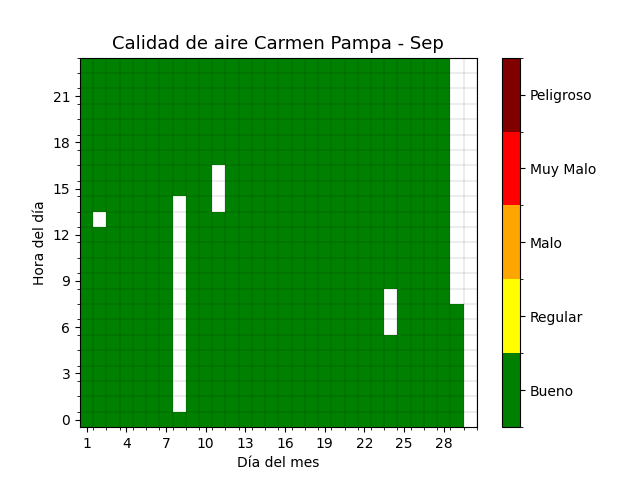 Calidad de aire Carmen Pampa - Sep
Hora del día
21
18
15
12
9
6
3
0
1 4 7 10 13 16 19 22 25 28
Día del mes
Peligroso
Muy Malo
Malo
Regular
Bueno